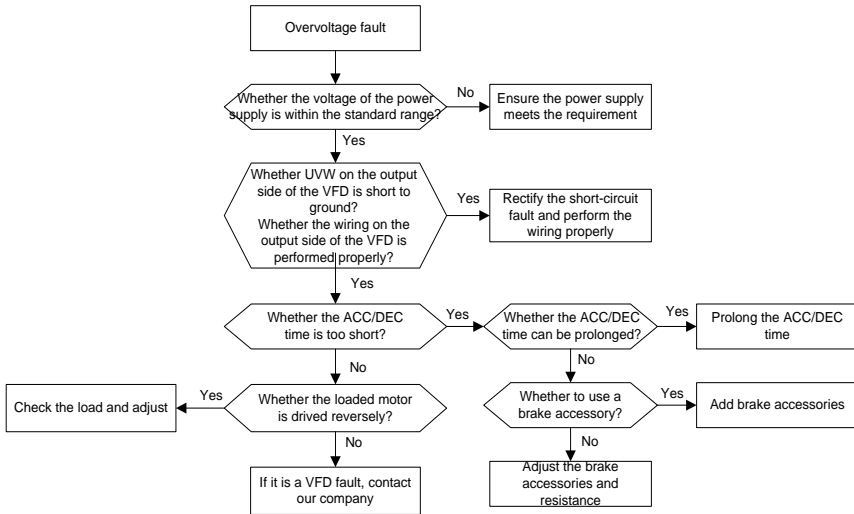 Overvoltage fault
Whether the voltage of the power
supply is within the standard range?
No
Ensure the power supply
meets the requirement
Yes
Whether UVW on the output
side of the VFD is short to
ground?
Whether the wiring on the
output side of the VFD is
performed properly?
Yes
Rectify the short-circuit
fault and perform the
wiring properly
Yes
Whether the ACC/DEC
time is too short?
Yes
Whether the ACC/DEC
time can be prolonged?
Yes
Prolong the ACC/DEC
time
No
No
Check the load and adjust
Yes
Whether the loaded motor
is drived reversely?
Whether to use a
brake accessory?
Yes
Add brake accessories
No
No
If it is a VFD fault, contact
our company
Adjust the brake
accessories and
resistance